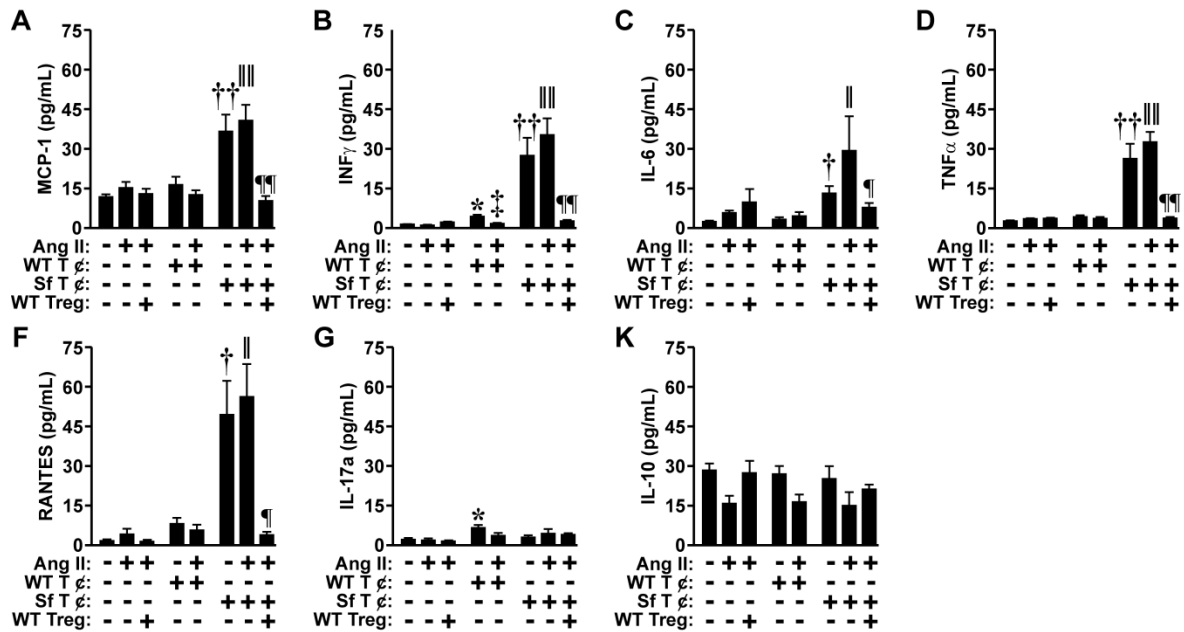 A
MCP-1 (pg/mL)
75
60
45
30
15
0
†† ‖‖ ¶¶
Ang II: - + + - + - + +
WT T ¢: - - - + + - - -
Sf T ¢: - - - - - + + +
WT Treg: - - + - - - - +
B
INFγ (pg/mL)
75
60
45
30
15
0
* ‡ †† ‖‖ ¶¶
Ang II: - + + - + - + +
WT T ¢: - - - + + - - -
Sf T ¢: - - - - - + + +
WT Treg: - - + - - - - +
C
IL-6 (pg/mL)
75
60
45
30
15
0
† ‖ ¶
Ang II: - + + - + - + +
WT T ¢: - - - + + - - -
Sf T ¢: - - - - - + + +
WT Treg: - - + - - - - +
D
TNFα (pg/mL)
75
60
45
30
15
0
†† ‖‖ ¶¶
Ang II: - + + - + - + +
WT T ¢: - - - + + - - -
Sf T ¢: - - - - - + + +
WT Treg: - - + - - - - +
F
RANTES (pg/mL)
75
60
45
30
15
0
† ‖ ¶
Ang II: - + + - + - + +
WT T ¢: - - - + + - - -
Sf T ¢: - - - - - + + +
WT Treg: - - + - - - - +
G
IL-17a (pg/mL)
75
60
45
30
15
0
*
Ang II: - + + - + - + +
WT T ¢: - - - + + - - -
Sf T ¢: - - - - - + + +
WT Treg: - - + - - - - +
K
IL-10 (pg/mL)
75
60
45
30
15
0
Ang II: - + + - + - + +
WT T ¢: - - - + + - - -
Sf T ¢: - - - - - + + +
WT Treg: - - + - - - - +